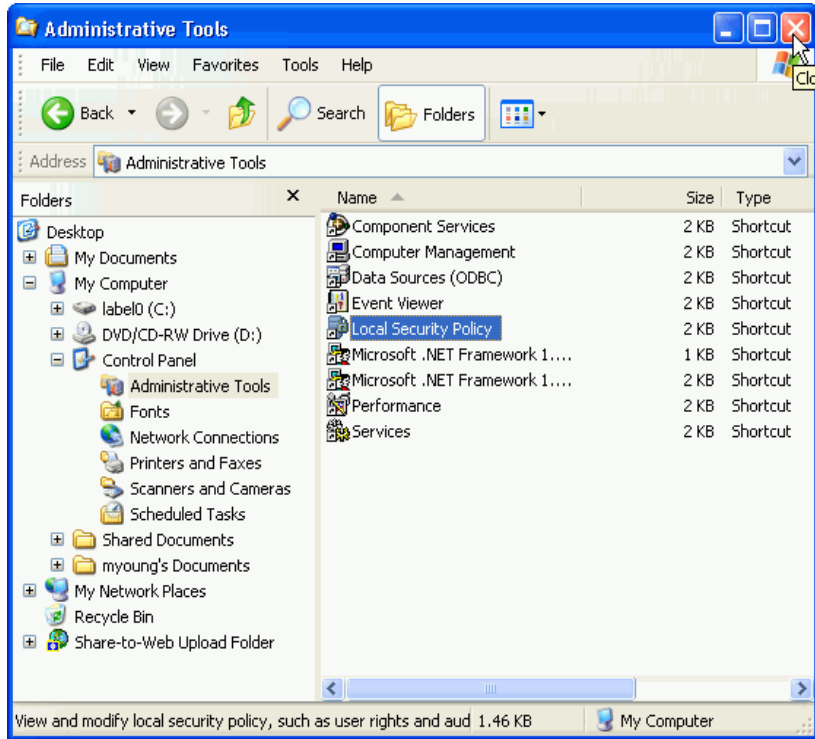 Administrative Tools
File Edit View Favorites Tools Help
Back Search Folders
Clo
Address Administrative Tools
Folders X
Desktop
My Documents
My Computer
label0 (C:)
DVD/CD-RW Drive (D:)
Control Panel
Administrative Tools
Fonts
Network Connections
Printers and Faxes
Scanners and Cameras
Scheduled Tasks
Shared Documents
myoung's Documents
My Network Places
Recycle Bin
Share-to-Web Upload Folder
Name Size Type
Component Services 2 KB Shortcut
Computer Management 2 KB Shortcut
Data Sources (ODBC) 2 KB Shortcut
Event Viewer 2 KB Shortcut
Local Security Policy 2 KB Shortcut
Microsoft .NET Framework 1.... 1 KB Shortcut
Microsoft .NET Framework 1.... 2 KB Shortcut
Performance 2 KB Shortcut
Services 2 KB Shortcut
View and modify local security policy, such as user rights and aud 1.46 KB My Computer